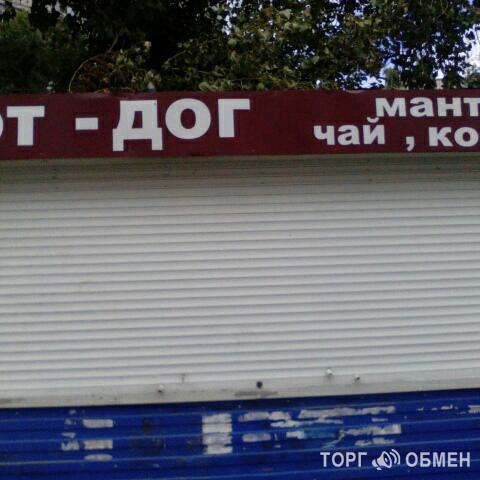 от - дог
мант
чай , ко
ТОРГ ОБМЕН